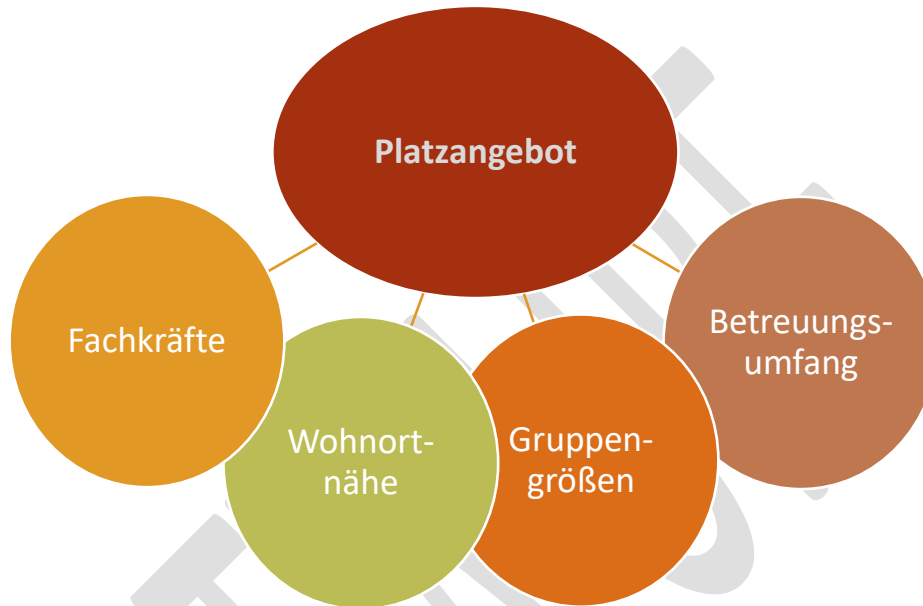 Platzangebot
Fachkräfte
Wohnort-
nähe
Gruppen-
größen
Betreuungs-
umfang